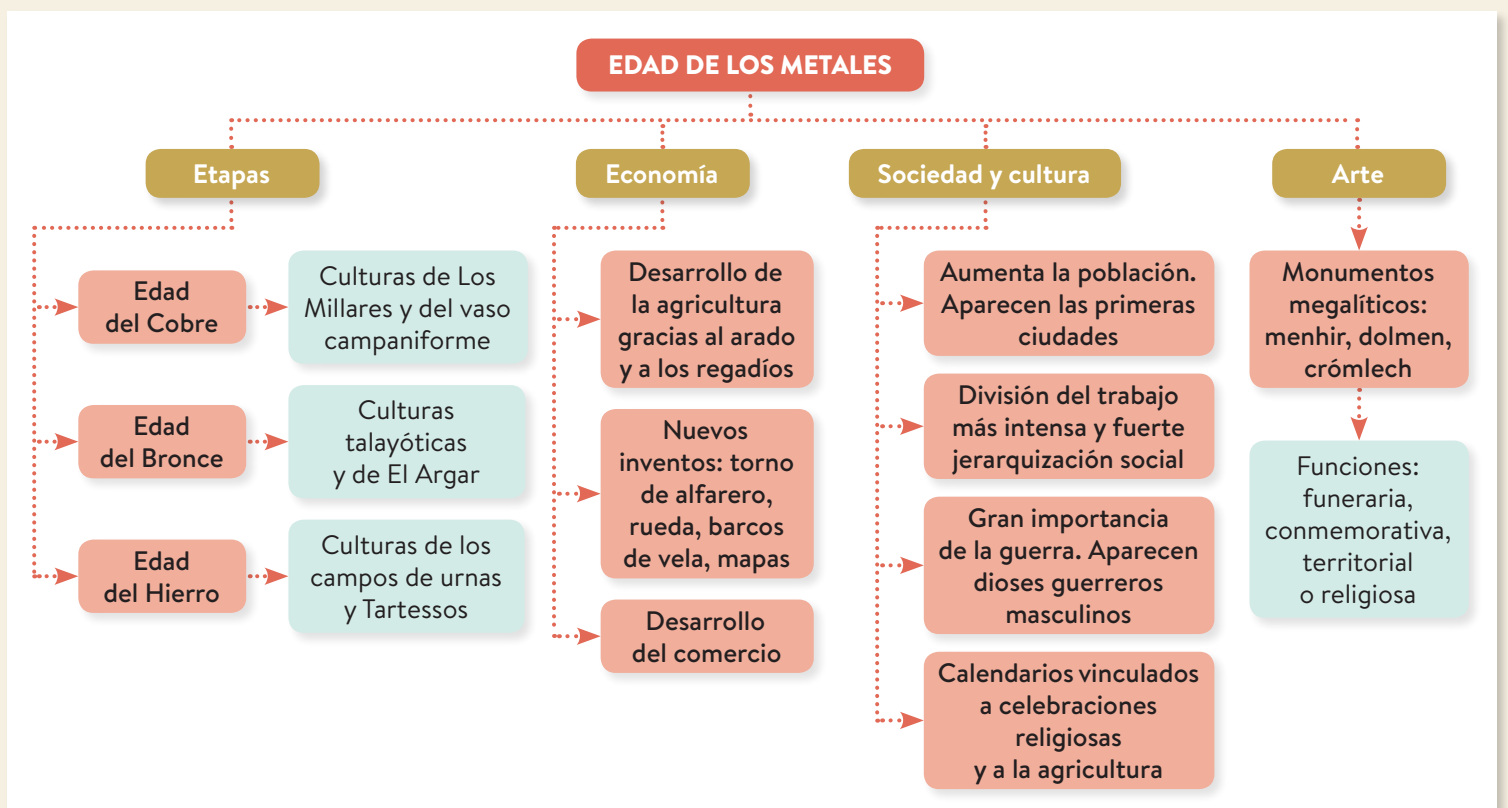 EDAD DE LOS METALES
Etapas
Edad
del Cobre
Culturas de Los
Millares y del vaso
campaniforme
Edad
del Bronce
Culturas
talayóticas
y de El Argar
Edad
del Hierro
Culturas de los
campos de urnas
y Tartessos
Economía
Desarrollo de
la agricultura
gracias al arado
y a los regadíos
Nuevos
inventos: torno
de alfarero,
rueda, barcos
de vela, mapas
Desarrollo
del comercio
Sociedad y cultura
Aumenta la población.
Aparecen las primeras
ciudades
División del trabajo
más intensa y fuerte
jerarquización social
Gran importancia
de la guerra. Aparecen
dioses guerreros
masculinos
Calendarios vinculados
a celebraciones
religiosas
y a la agricultura
Arte
Monumentos
megalíticos:
menhir, dolmen,
crómlech
Funciones:
funeraria,
conmemorativa,
territorial
o religiosa